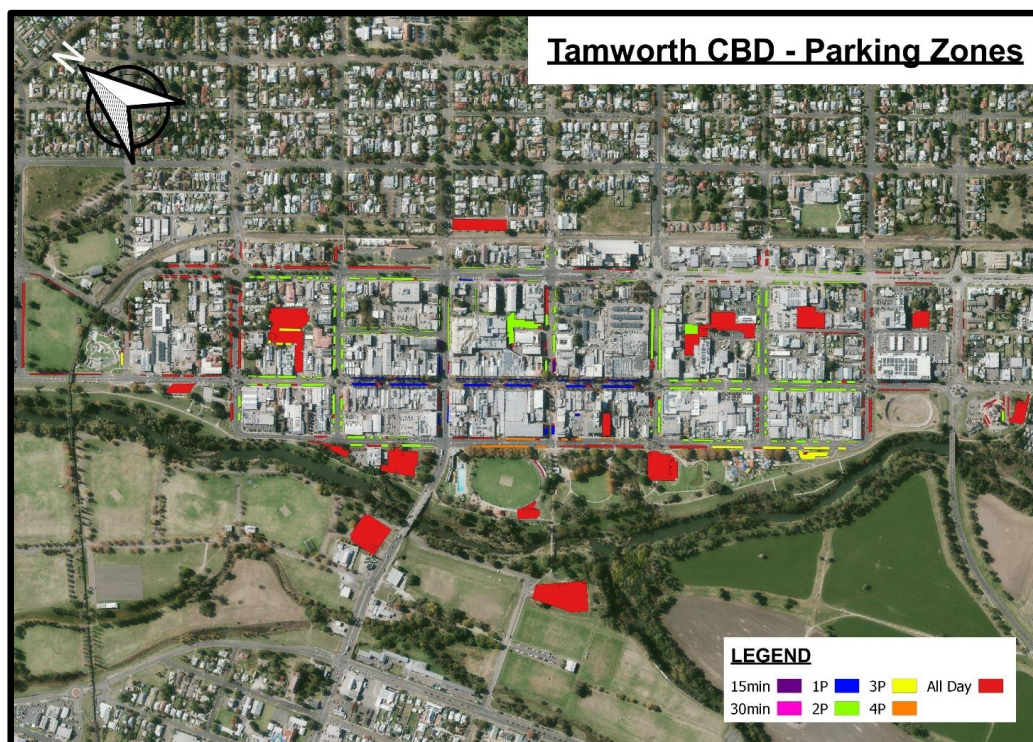 Tamworth CBD - Parking Zones
N
LEGEND
15min 1P 3P All Day
30min 2P 4P